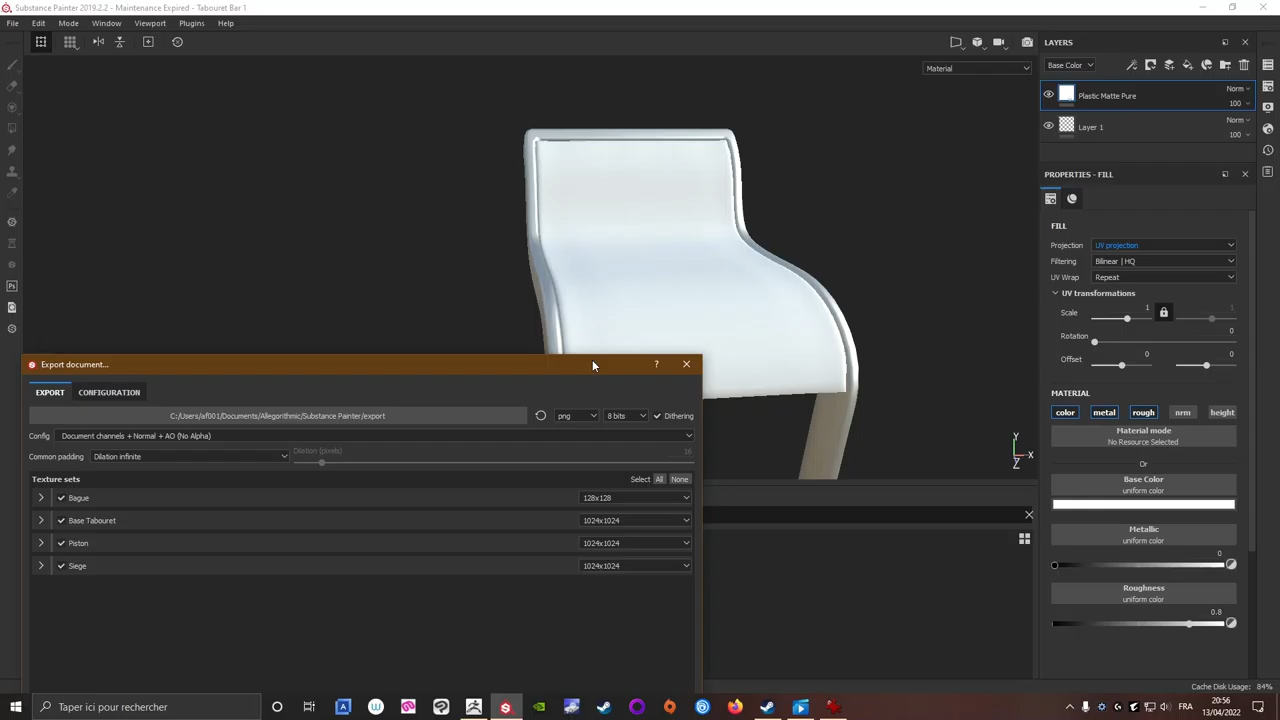 Substance Painter 2019.2.2 - Maintenance Expired - Tabouret Bar 1
File Edit Mode Window Viewport Plugins Help
Material
LAYERS
Base Color
Plastic Matte Pure Norm
100
Layer 1 Norm
100
PROPERTIES - FILL
FILL
Projection UV projection
Filtering Bilinear | HQ
UV Wrap Repeat
UV transformations
Scale 1 1
Rotation 0
Offset 0 0
MATERIAL
color metal rough nrm height
Material mode
No Resource Selected
Or
Base Color
uniform color
Metallic
uniform color
0
Roughness
uniform color
0.8
Y
X
Z
Export document...
? 
EXPORT CONFIGURATION
C:/Users/af001/Documents/Allegorithmic/Substance Painter/export png 8 bits Dithering
Config Document channels + Normal + AO (No Alpha)
Common padding Dilation infinite Dilation (pixels) 16
Texture sets Select All None
Bague 128x128
Base Tabouret 1024x1024
Piston 1024x1024
Siege 1024x1024
Cache Disk Usage: 84%
Taper ici pour rechercher
FRA
20:56
13/04/2022